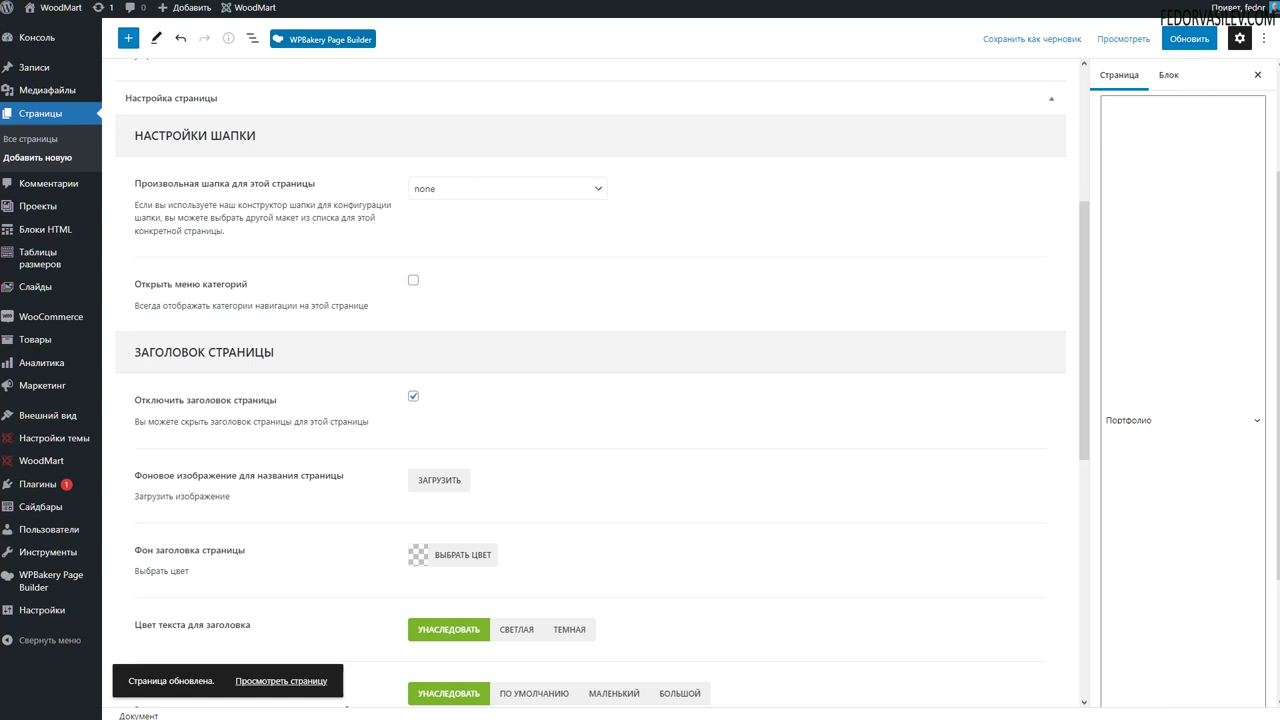 WoodMart
1
0
Добавить
WoodMart
Привет, fedor
FEDORVASILEV.COM
WPBakery Page Builder
Сохранить как черновик
Просмотреть
Обновить
Консоль
Записи
Медиафайлы
Страницы
Все страницы
Добавить новую
Комментарии
Проекты
Блоки HTML
Таблицы
размеров
Слайды
WooCommerce
Товары
Аналитика
Маркетинг
Внешний вид
Настройки темы
WoodMart
Плагины 1
Сайдбары
Пользователи
Инструменты
WPBakery Page
Builder
Настройки
Свернуть меню
Настройка страницы
НАСТРОЙКИ ШАПКИ
Произвольная шапка для этой страницы
none
Если вы используете наш конструктор шапки для конфигурации
шапки, вы можете выбрать другой макет из списка для этой
конкретной страницы.
Открыть меню категорий
Всегда отображать категории навигации на этой странице
ЗАГОЛОВОК СТРАНИЦЫ
Отключить заголовок страницы
Вы можете скрыть заголовок страницы для этой страницы
Фоновое изображение для названия страницы
ЗАГРУЗИТЬ
Загрузить изображение
Фон заголовка страницы
ВЫБРАТЬ ЦВЕТ
Выбрать цвет
Цвет текста для заголовка
УНАСЛЕДОВАТЬ
СВЕТЛАЯ
ТЕМНАЯ
УНАСЛЕДОВАТЬ
ПО УМОЛЧАНИЮ
МАЛЕНЬКИЙ
БОЛЬШОЙ
Страница обновлена.
Просмотреть страницу
Документ
Страница
Блок
Портфолио